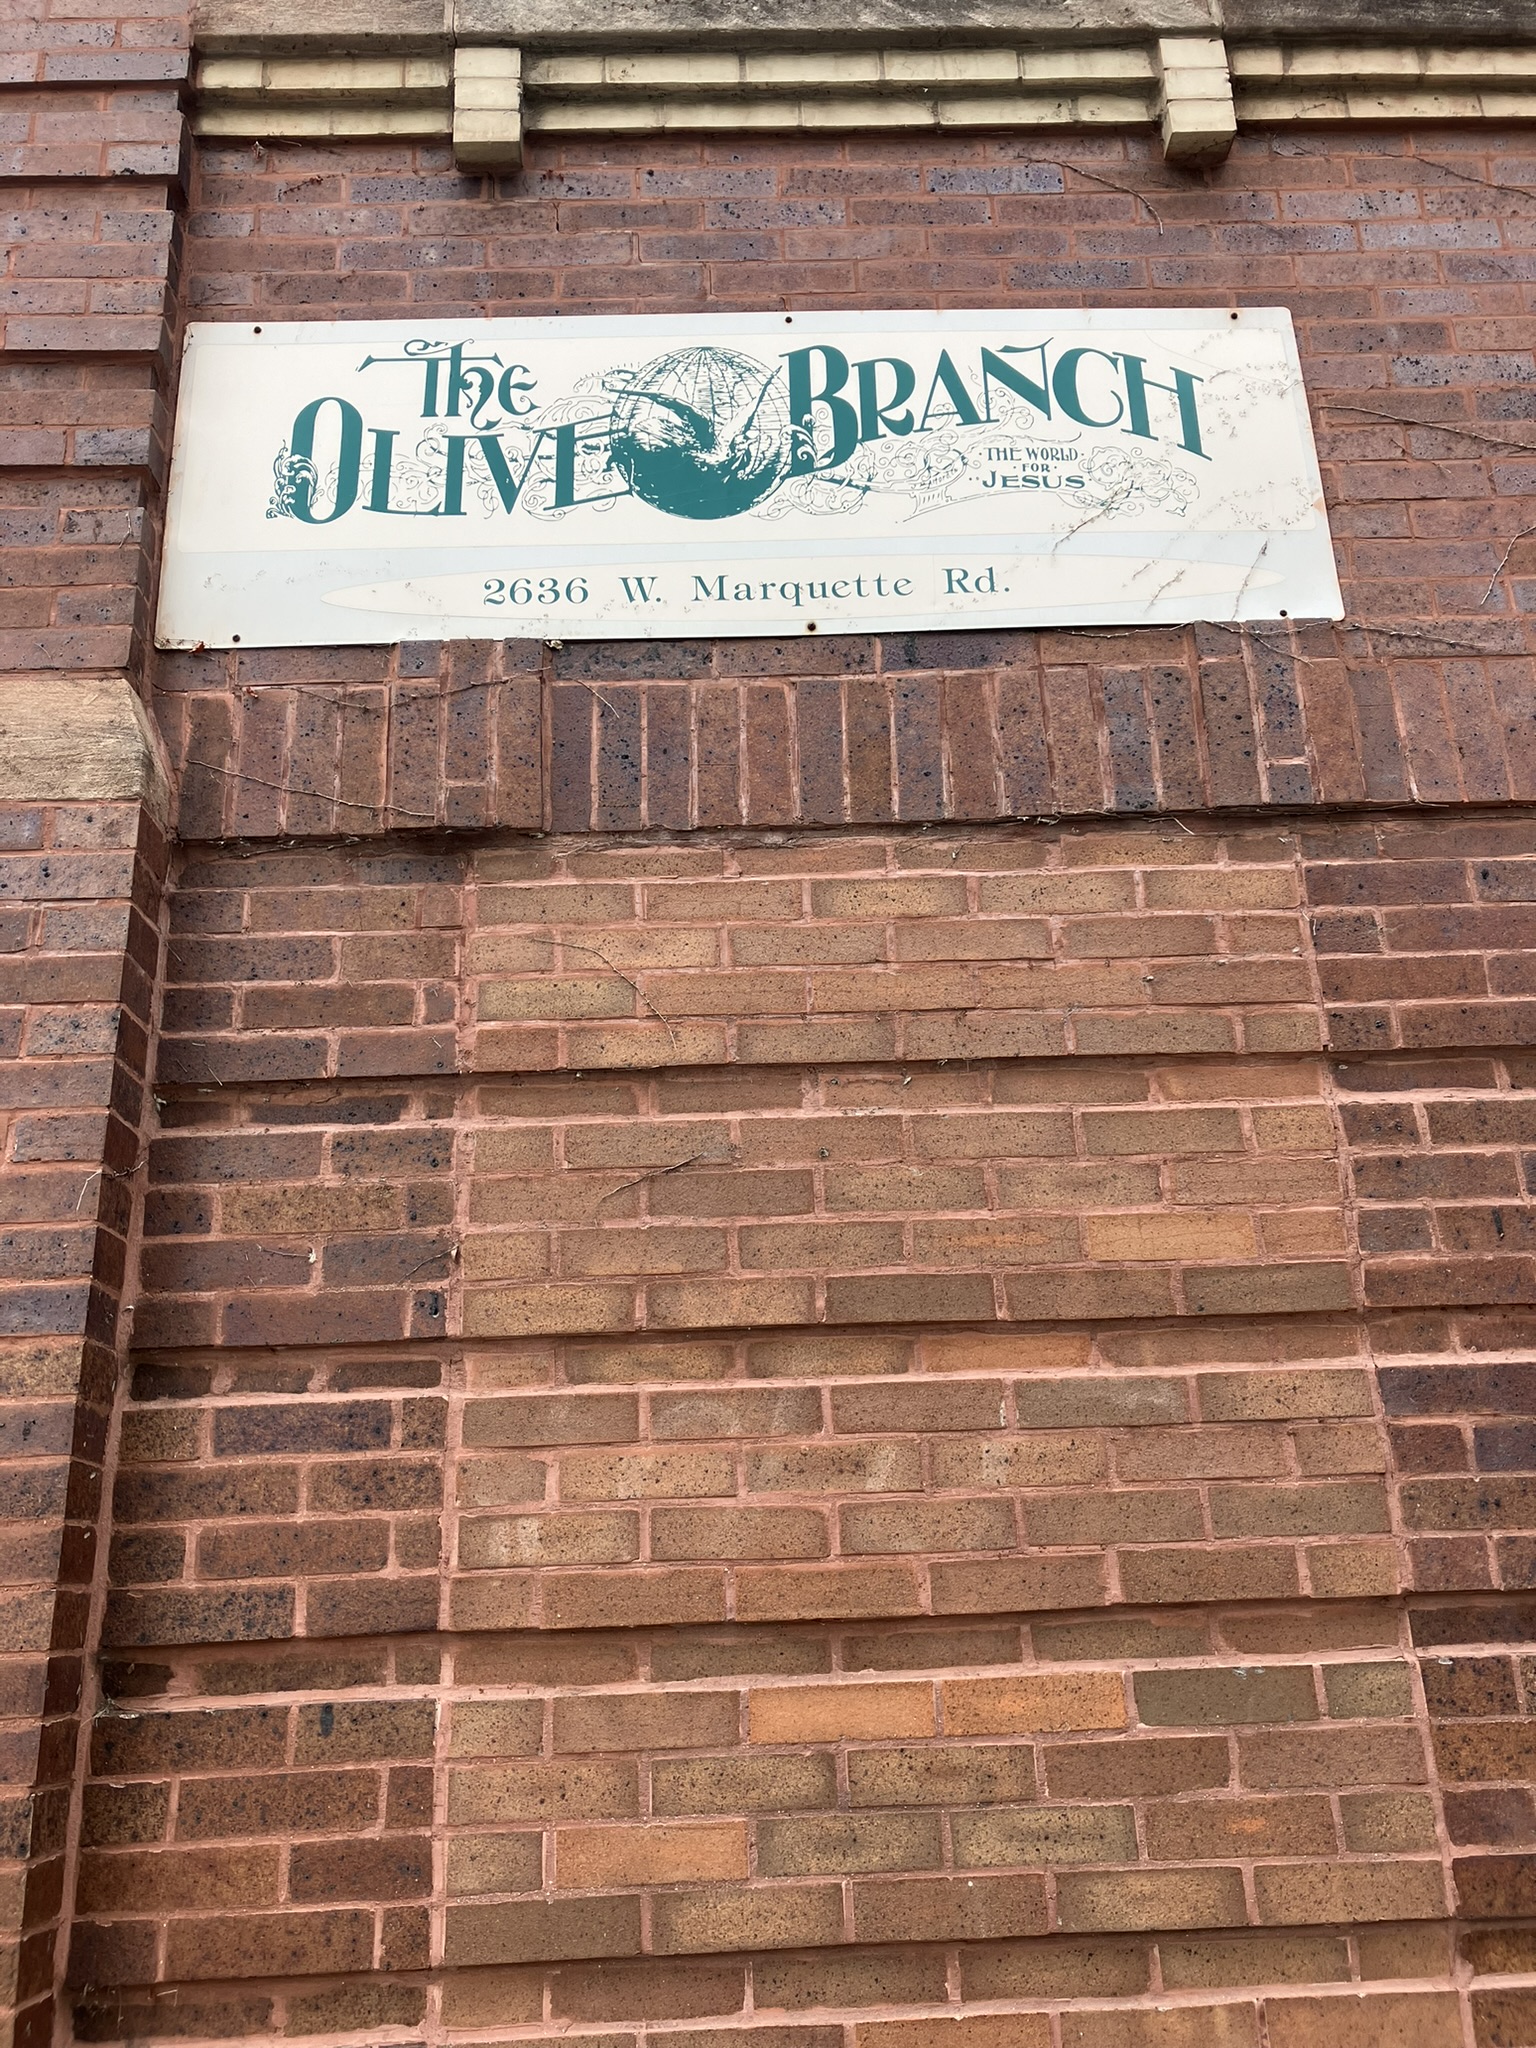 The
Olive Branch
THE WORLD
· FOR ·
JESUS
2636 W. Marquette Rd.